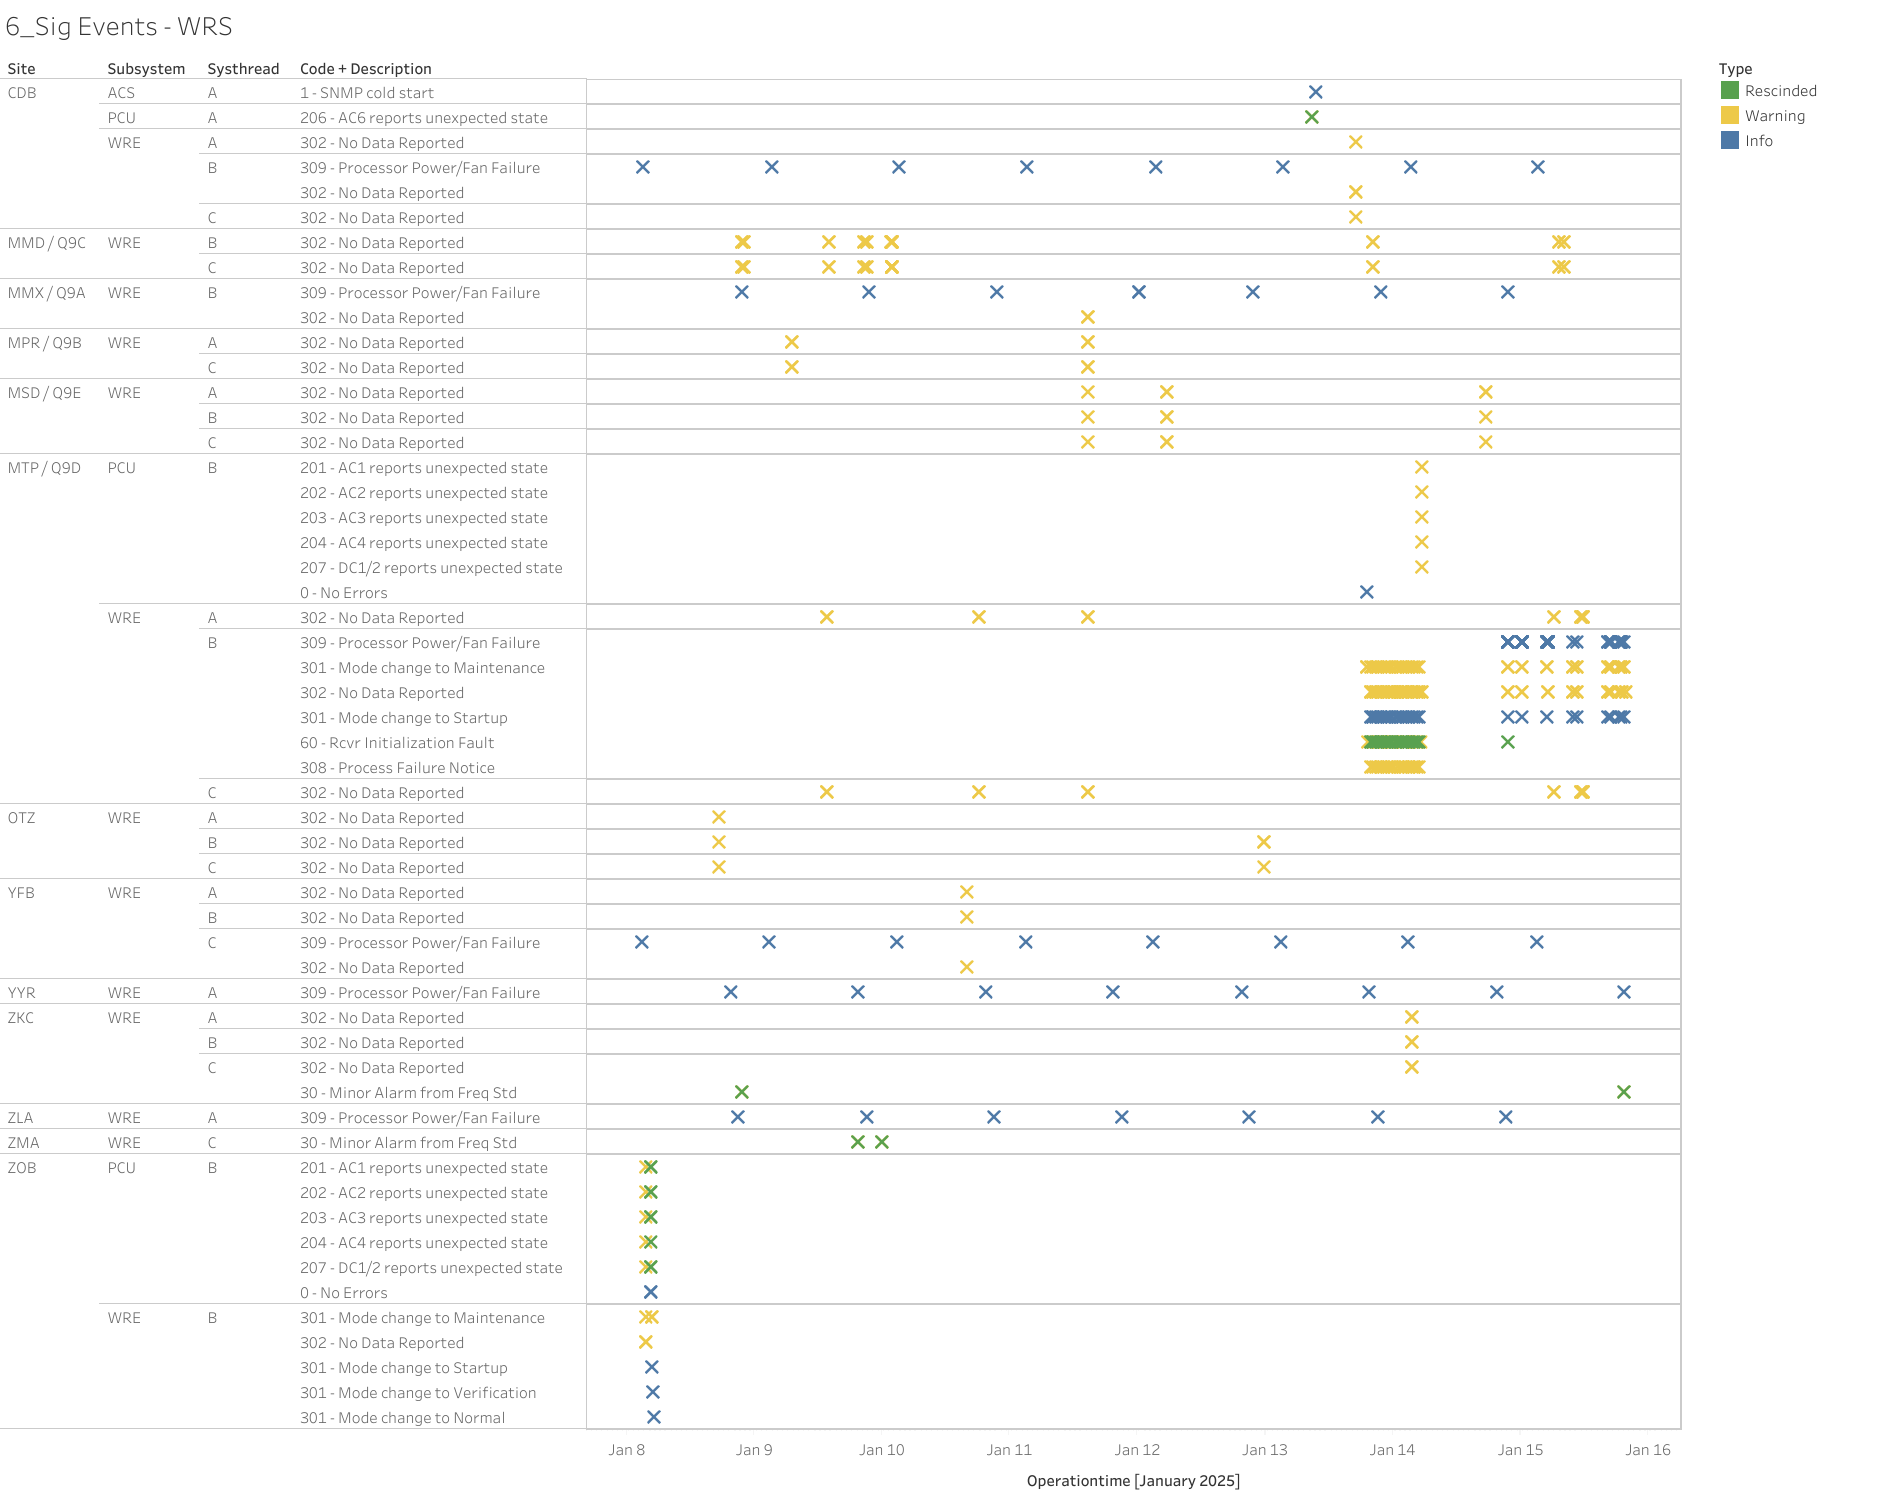 6_Sig Events - WRS
Site Subsystem Systhread Code + Description
Type
CDB ACS A 1 - SNMP cold start
Rescinded
PCU A 206 - AC6 reports unexpected state
Warning
WRE A 302 - No Data Reported
Info
B 309 - Processor Power/Fan Failure
302 - No Data Reported
C 302 - No Data Reported
MMD / Q9C WRE B 302 - No Data Reported
C 302 - No Data Reported
MMX / Q9A WRE B 309 - Processor Power/Fan Failure
302 - No Data Reported
MPR / Q9B WRE A 302 - No Data Reported
C 302 - No Data Reported
MSD / Q9E WRE A 302 - No Data Reported
B 302 - No Data Reported
C 302 - No Data Reported
MTP / Q9D PCU B 201 - AC1 reports unexpected state
202 - AC2 reports unexpected state
203 - AC3 reports unexpected state
204 - AC4 reports unexpected state
207 - DC1/2 reports unexpected state
0 - No Errors
WRE A 302 - No Data Reported
B 309 - Processor Power/Fan Failure
301 - Mode change to Maintenance
302 - No Data Reported
301 - Mode change to Startup
60 - Rcvr Initialization Fault
308 - Process Failure Notice
C 302 - No Data Reported
OTZ WRE A 302 - No Data Reported
B 302 - No Data Reported
C 302 - No Data Reported
YFB WRE A 302 - No Data Reported
B 302 - No Data Reported
C 309 - Processor Power/Fan Failure
302 - No Data Reported
YYR WRE A 309 - Processor Power/Fan Failure
ZKC WRE A 302 - No Data Reported
B 302 - No Data Reported
C 302 - No Data Reported
30 - Minor Alarm from Freq Std
ZLA WRE A 309 - Processor Power/Fan Failure
ZMA WRE C 30 - Minor Alarm from Freq Std
ZOB PCU B 201 - AC1 reports unexpected state
202 - AC2 reports unexpected state
203 - AC3 reports unexpected state
204 - AC4 reports unexpected state
207 - DC1/2 reports unexpected state
0 - No Errors
WRE B 301 - Mode change to Maintenance
302 - No Data Reported
301 - Mode change to Startup
301 - Mode change to Verification
301 - Mode change to Normal
Jan 8 Jan 9 Jan 10 Jan 11 Jan 12 Jan 13 Jan 14 Jan 15 Jan 16
Operationtime [January 2025]